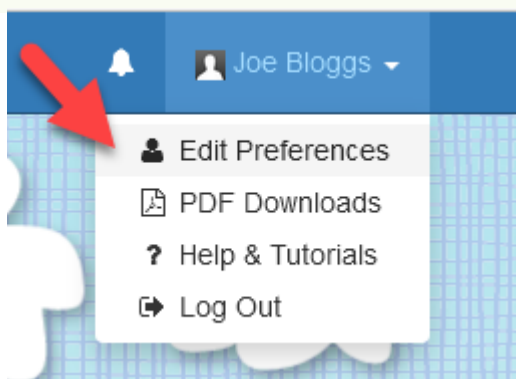 Joe Bloggs
Edit Preferences
PDF Downloads
? Help & Tutorials
Log Out